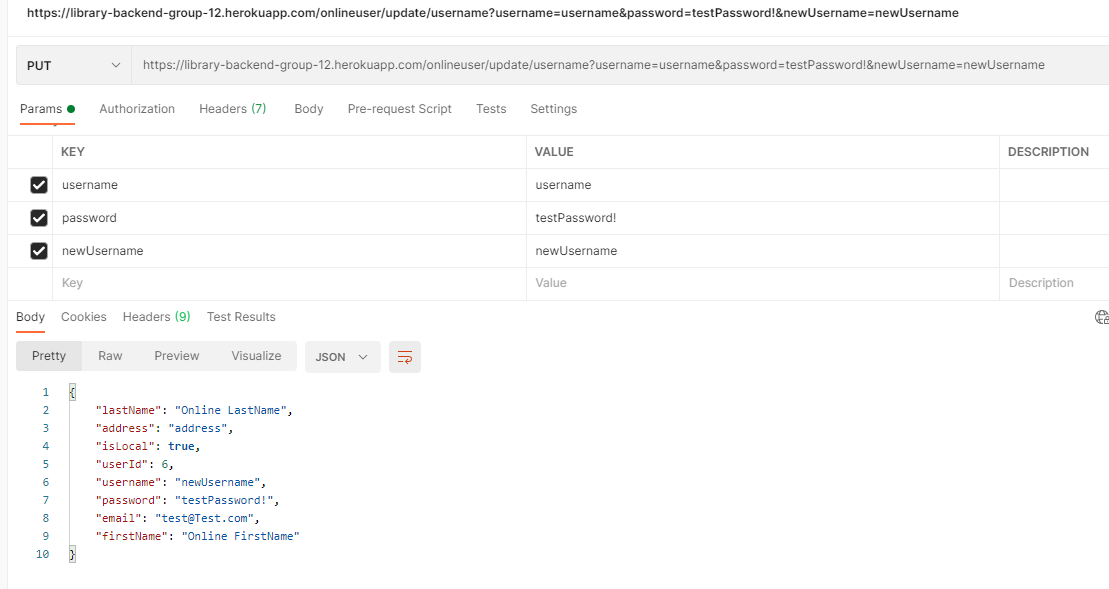 https://library-backend-group-12.herokuapp.com/onlineuser/update/username?username=username&password=testPassword!&newUsername=newUsername
PUT https://library-backend-group-12.herokuapp.com/onlineuser/update/username?username=username&password=testPassword!&newUsername=newUsername
Params Authorization Headers (7) Body Pre-request Script Tests Settings
KEY VALUE DESCRIPTION
username username
password testPassword!
newUsername newUsername
Key Value Description
Body Cookies Headers (9) Test Results
Pretty Raw Preview Visualize JSON
1 {
2 "lastName": "Online LastName",
3 "address": "address",
4 "isLocal": true,
5 "userId": 6,
6 "username": "newUsername",
7 "password": "testPassword!",
8 "email": "test@Test.com",
9 "firstName": "Online FirstName"
10 }